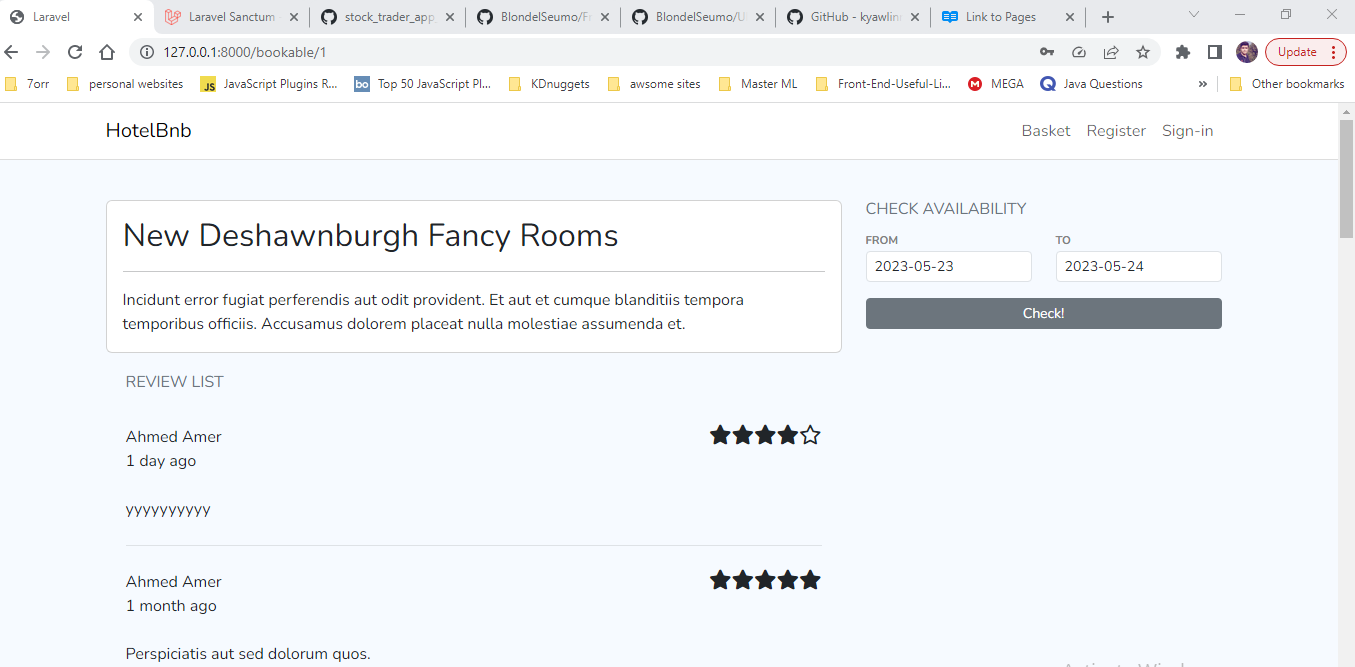 Laravel
Laravel Sanctum
stock_trader_app
BlondelSeumo/Fr
BlondelSeumo/U
GitHub - kyawlinn
Link to Pages
127.0.0.1:8000/bookable/1
Update
7orr
personal websites
JS
JavaScript Plugins R...
bo
Top 50 JavaScript Pl...
KDnuggets
awsome sites
Master ML
Front-End-Useful-Li...
M
MEGA
Q
Java Questions
»
Other bookmarks
HotelBnb
Basket
Register
Sign-in
New Deshawnburgh Fancy Rooms
Incidunt error fugiat perferendis aut odit provident. Et aut et cumque blanditiis tempora
temporibus officiis. Accusamus dolorem placeat nulla molestiae assumenda et.
CHECK AVAILABILITY
FROM
TO
2023-05-23
2023-05-24
Check!
REVIEW LIST
Ahmed Amer
1 day ago
yyyyyyyyyy
Ahmed Amer
1 month ago
Perspiciatis aut sed dolorum quos.